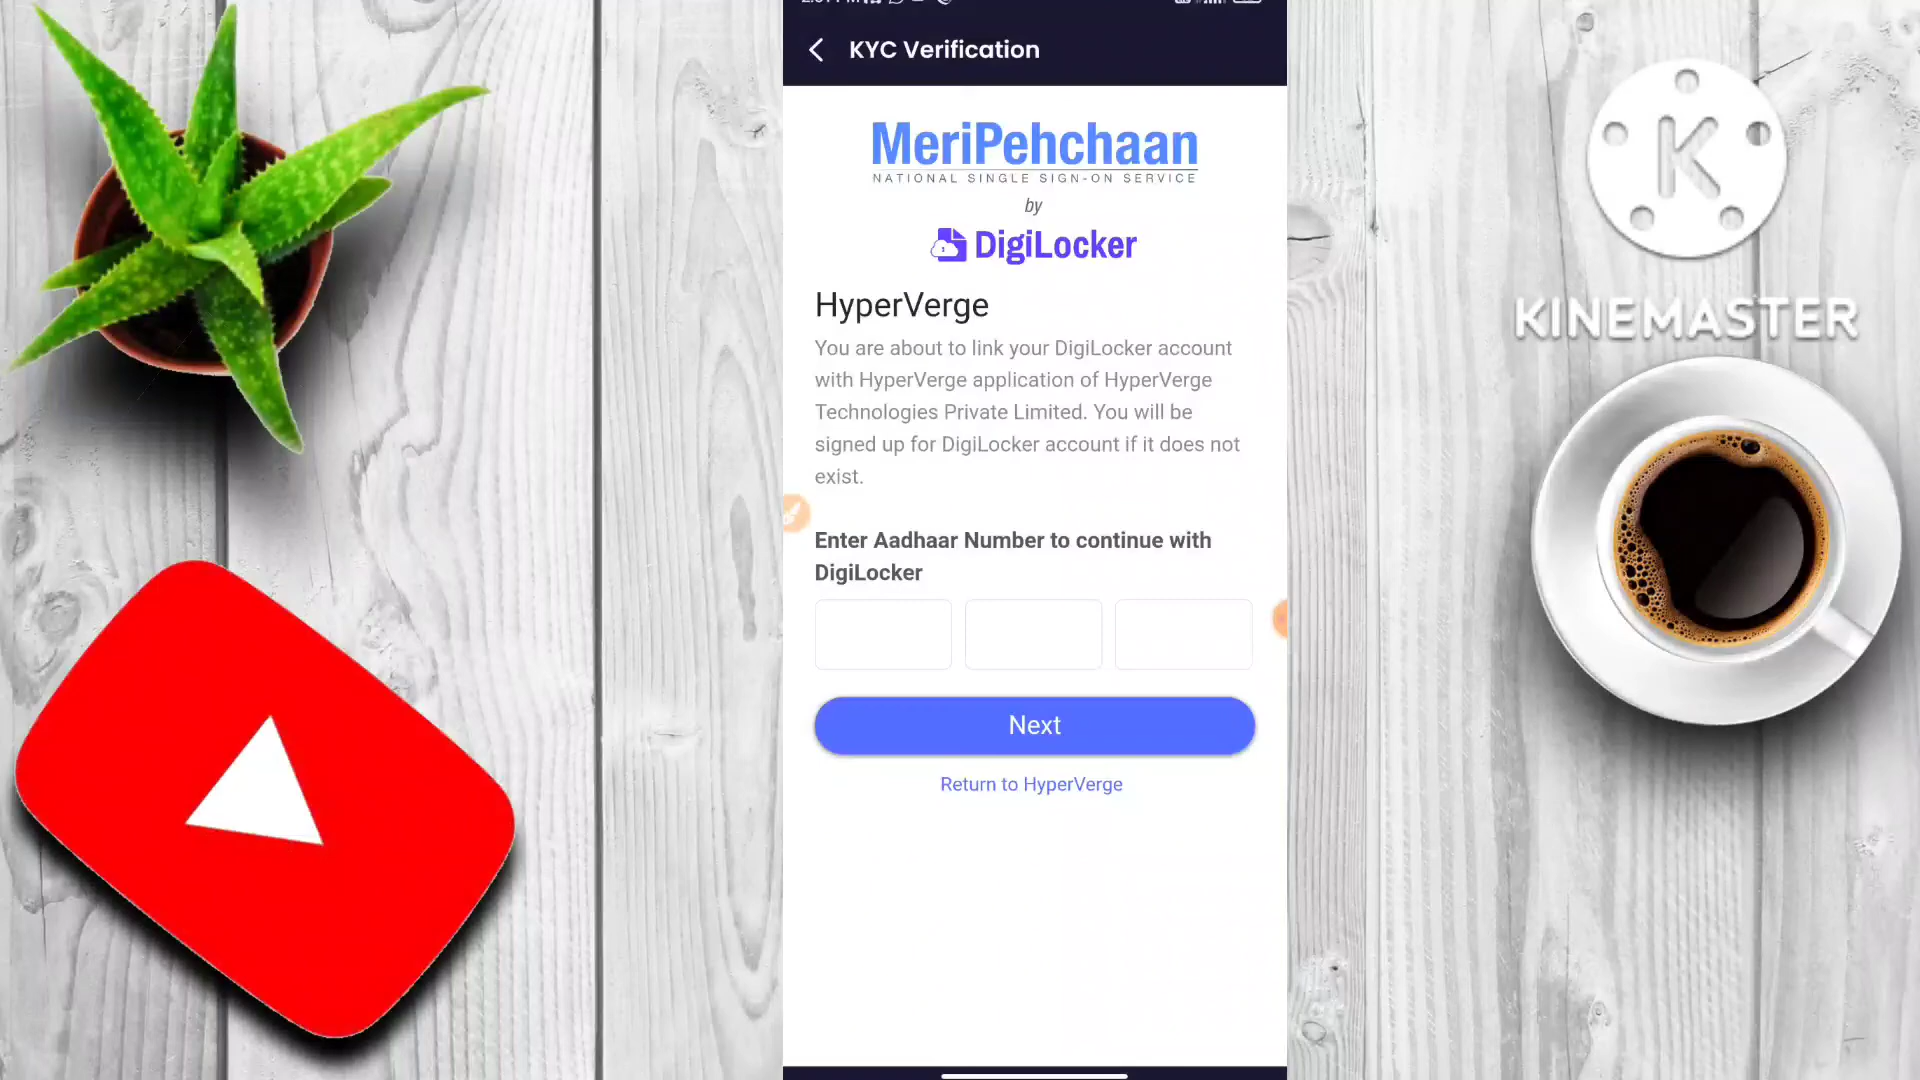 KYC Verification
MeriPehchaan
NATIONAL SINGLE SIGN-ON SERVICE
by
DigiLocker
HyperVerge
You are about to link your DigiLocker account
with HyperVerge application of HyperVerge
Technologies Private Limited. You will be
signed up for DigiLocker account if it does not
exist.
Enter Aadhaar Number to continue with
DigiLocker
Next
Return to HyperVerge
K
KINEMASTER